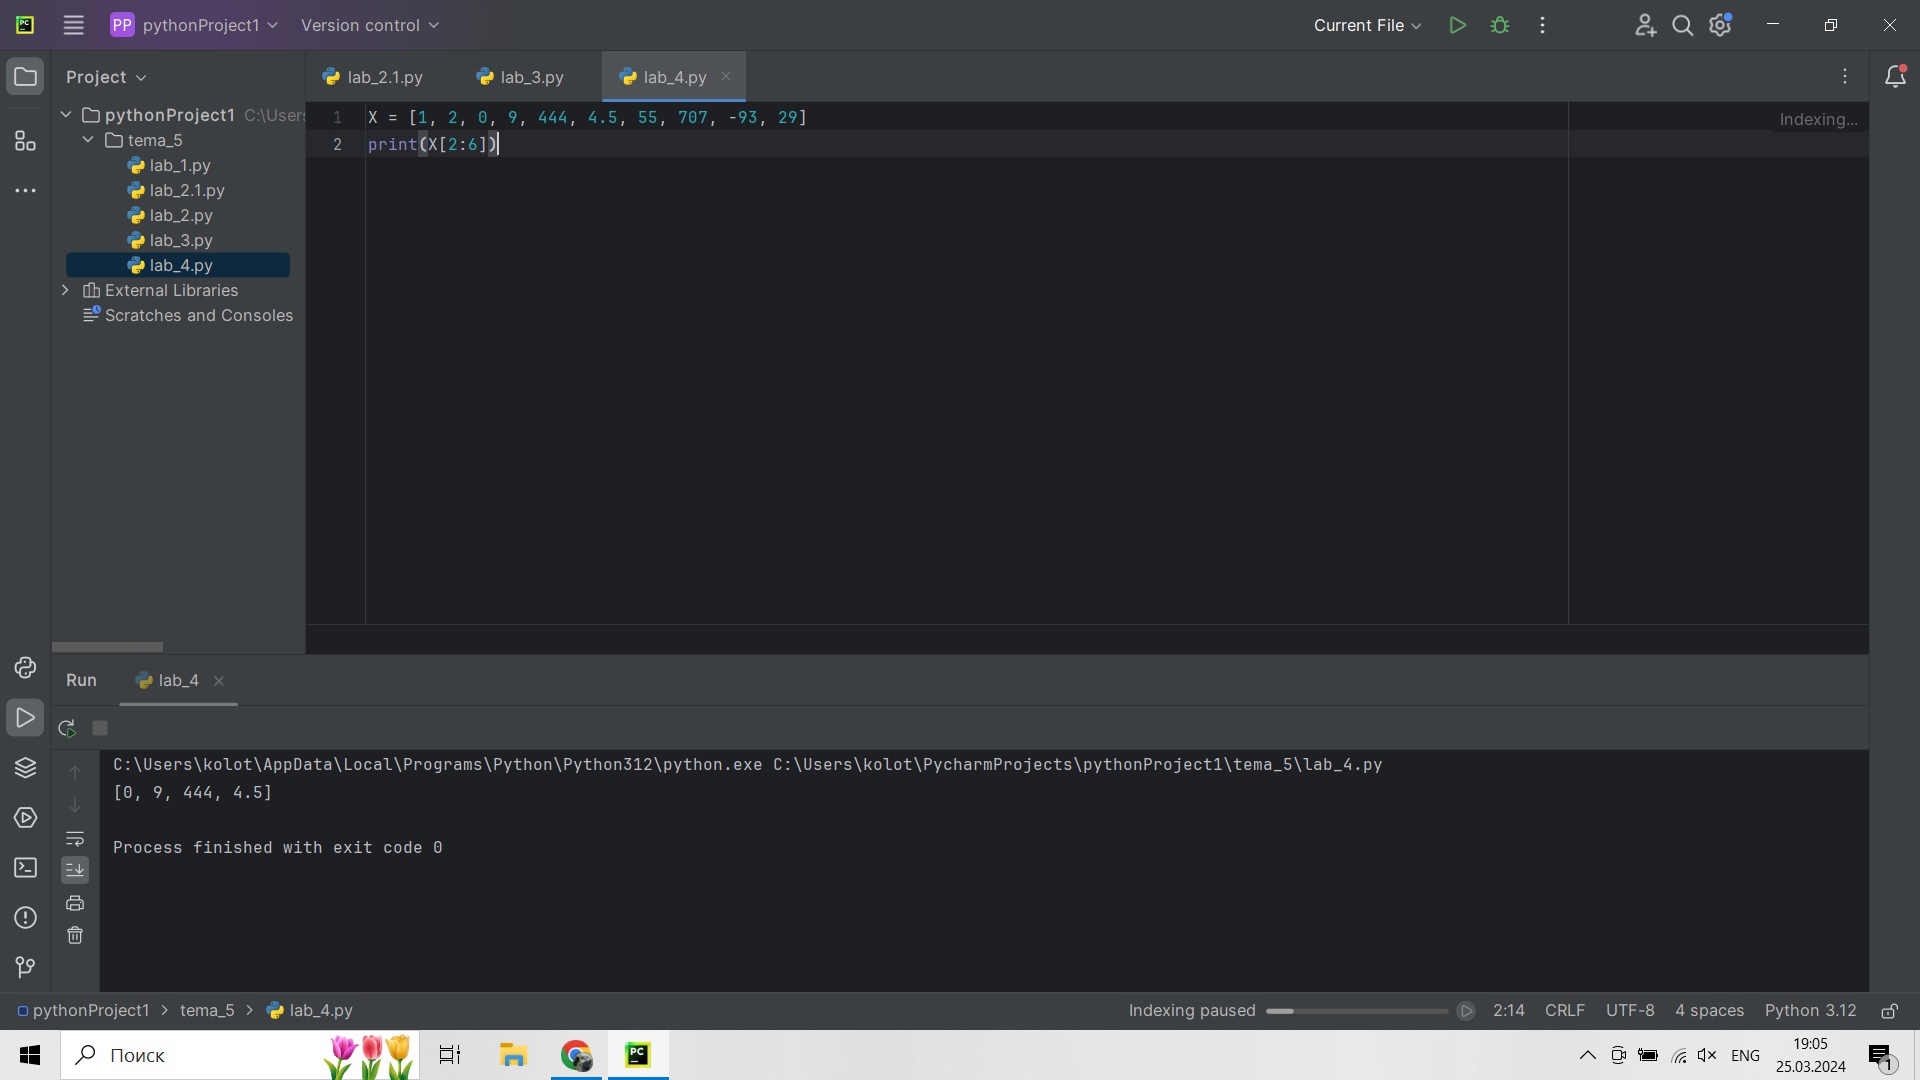 PC
PP pythonProject1 Version control Current File
Project lab_2.1.py lab_3.py lab_4.py
pythonProject1 C:\Users
tema_5
lab_1.py
lab_2.1.py
lab_2.py
lab_3.py
lab_4.py
External Libraries
Scratches and Consoles
1 X = [1, 2, 0, 9, 444, 4.5, 55, 707, -93, 29]
2 print(X[2:6])
Indexing...
Run lab_4
C:\Users\kolot\AppData\Local\Programs\Python\Python312\python.exe C:\Users\kolot\PycharmProjects\pythonProject1\tema_5\lab_4.py
[0, 9, 444, 4.5]
Process finished with exit code 0
pythonProject1 > tema_5 > lab_4.py Indexing paused 2:14 CRLF UTF-8 4 spaces Python 3.12
Поиск PC ENG 19:05
25.03.2024
1